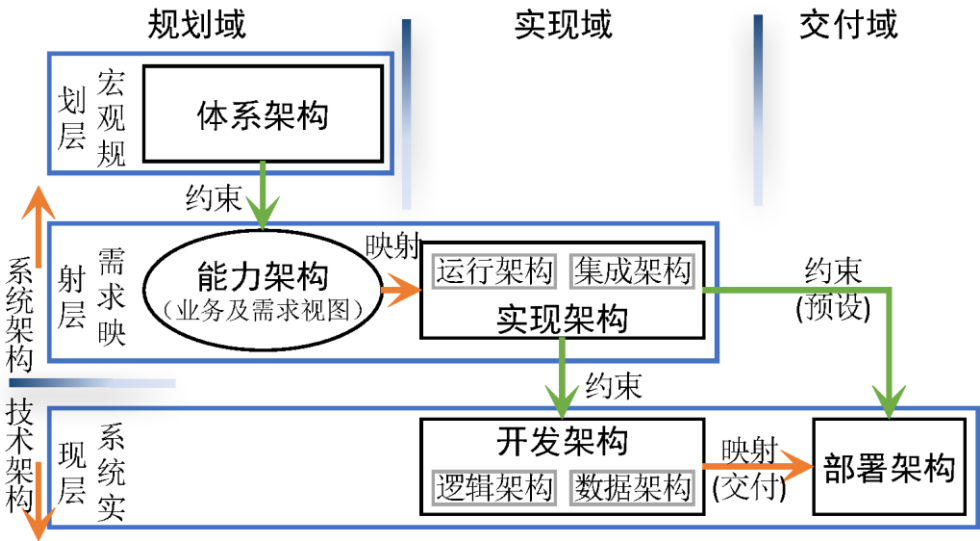 规划域
实现域
交付域
宏观规
划层
体系架构
约束
系统架构
需求映
射层
能力架构
(业务及需求视图)
映射
运行架构
集成架构
实现架构
约束
(预设)
约束
技术架构
系统实
现层
开发架构
逻辑架构
数据架构
映射
(交付)
部署架构